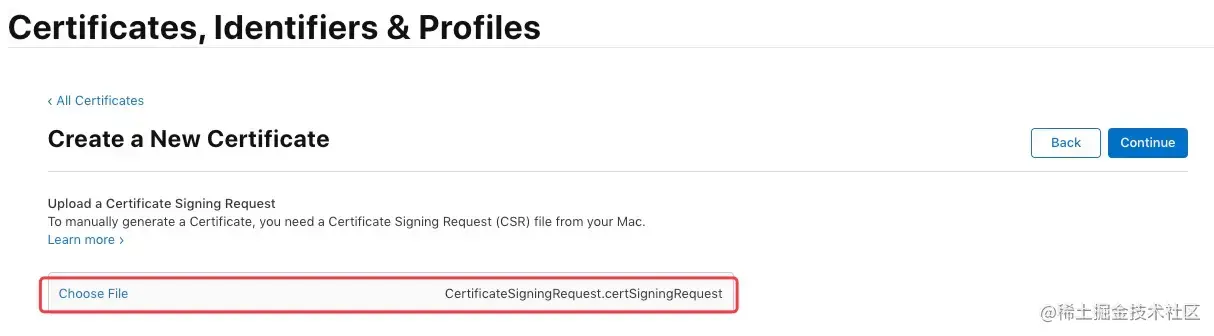 Certificates, Identifiers & Profiles
‹ All Certificates
Create a New Certificate
Back
Continue
Upload a Certificate Signing Request
To manually generate a Certificate, you need a Certificate Signing Request (CSR) file from your Mac.
Learn more ›
Choose File
CertificateSigningRequest.certSigningRequest
@稀土掘金技术社区